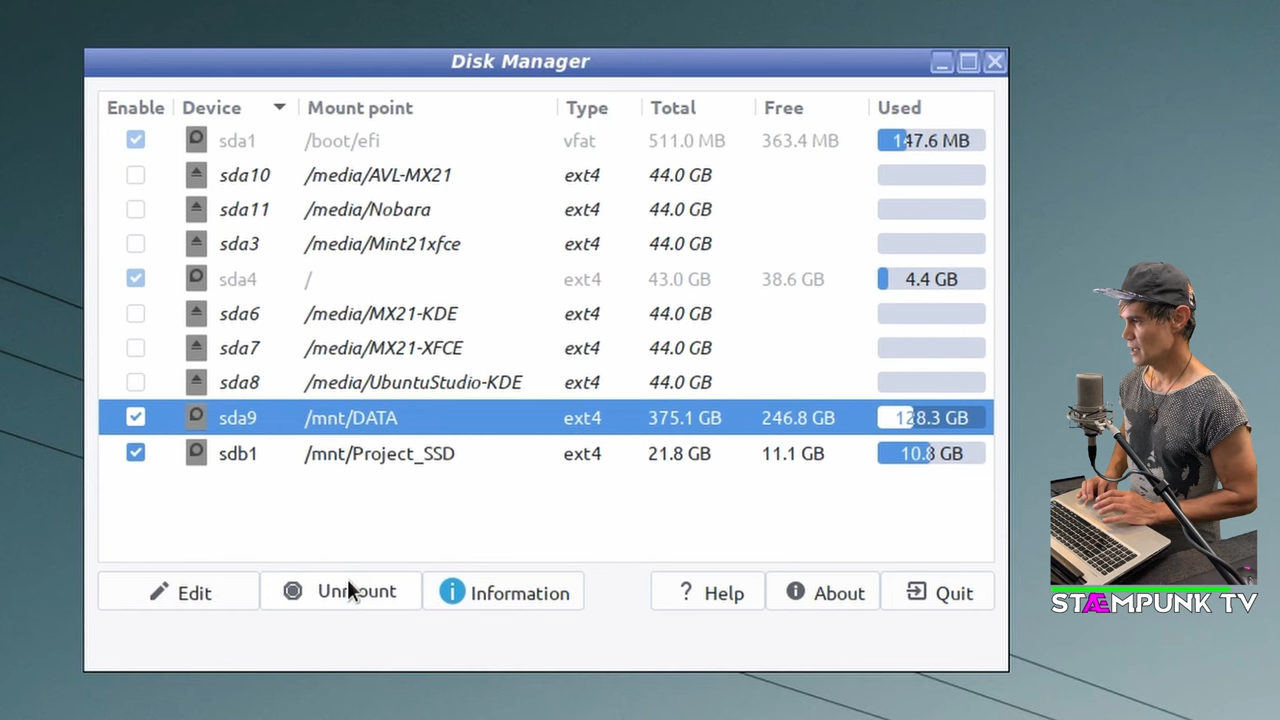 Disk Manager
Enable Device Mount point Type Total Free Used
sda1 /boot/efi vfat 511.0 MB 363.4 MB 147.6 MB
sda10 /media/AVL-MX21 ext4 44.0 GB
sda11 /media/Nobara ext4 44.0 GB
sda3 /media/Mint21xfce ext4 44.0 GB
sda4 / ext4 43.0 GB 38.6 GB 4.4 GB
sda6 /media/MX21-KDE ext4 44.0 GB
sda7 /media/MX21-XFCE ext4 44.0 GB
sda8 /media/UbuntuStudio-KDE ext4 44.0 GB
sda9 /mnt/DATA ext4 375.1 GB 246.8 GB 128.3 GB
sdb1 /mnt/Project_SSD ext4 21.8 GB 11.1 GB 10.8 GB
Edit Unmount Information Help About Quit
STÆMPUNK TV